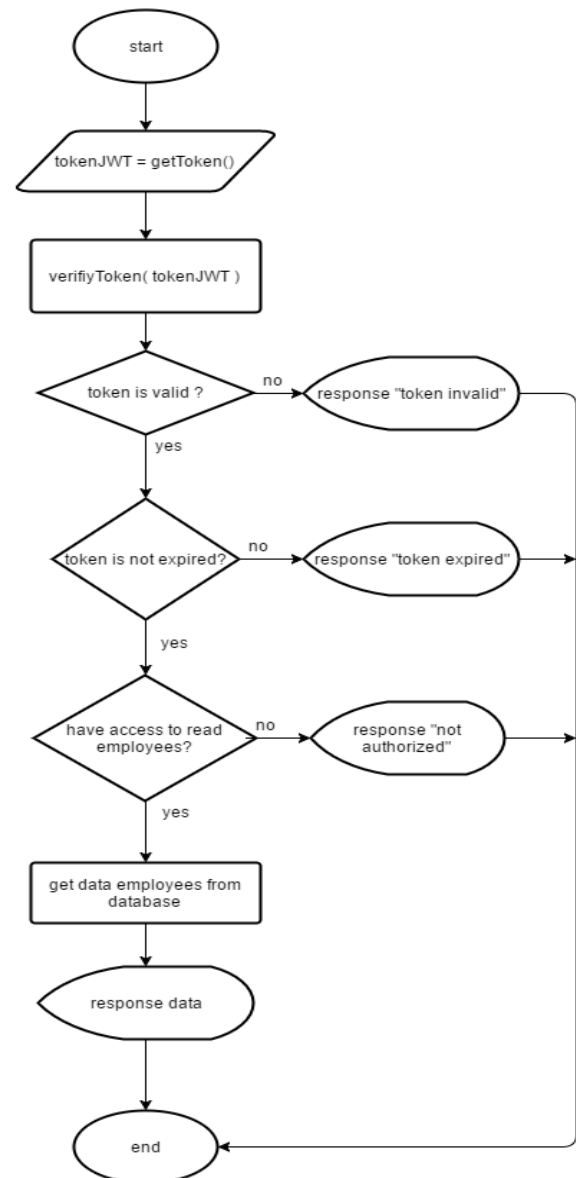 start
tokenJWT = getToken()
verifiyToken( tokenJWT )
token is valid ?
no
response "token invalid"
yes
token is not expired?
no
response "token expired"
yes
have access to read
employees?
no
response "not
authorized"
yes
get data employees from
database
response data
end